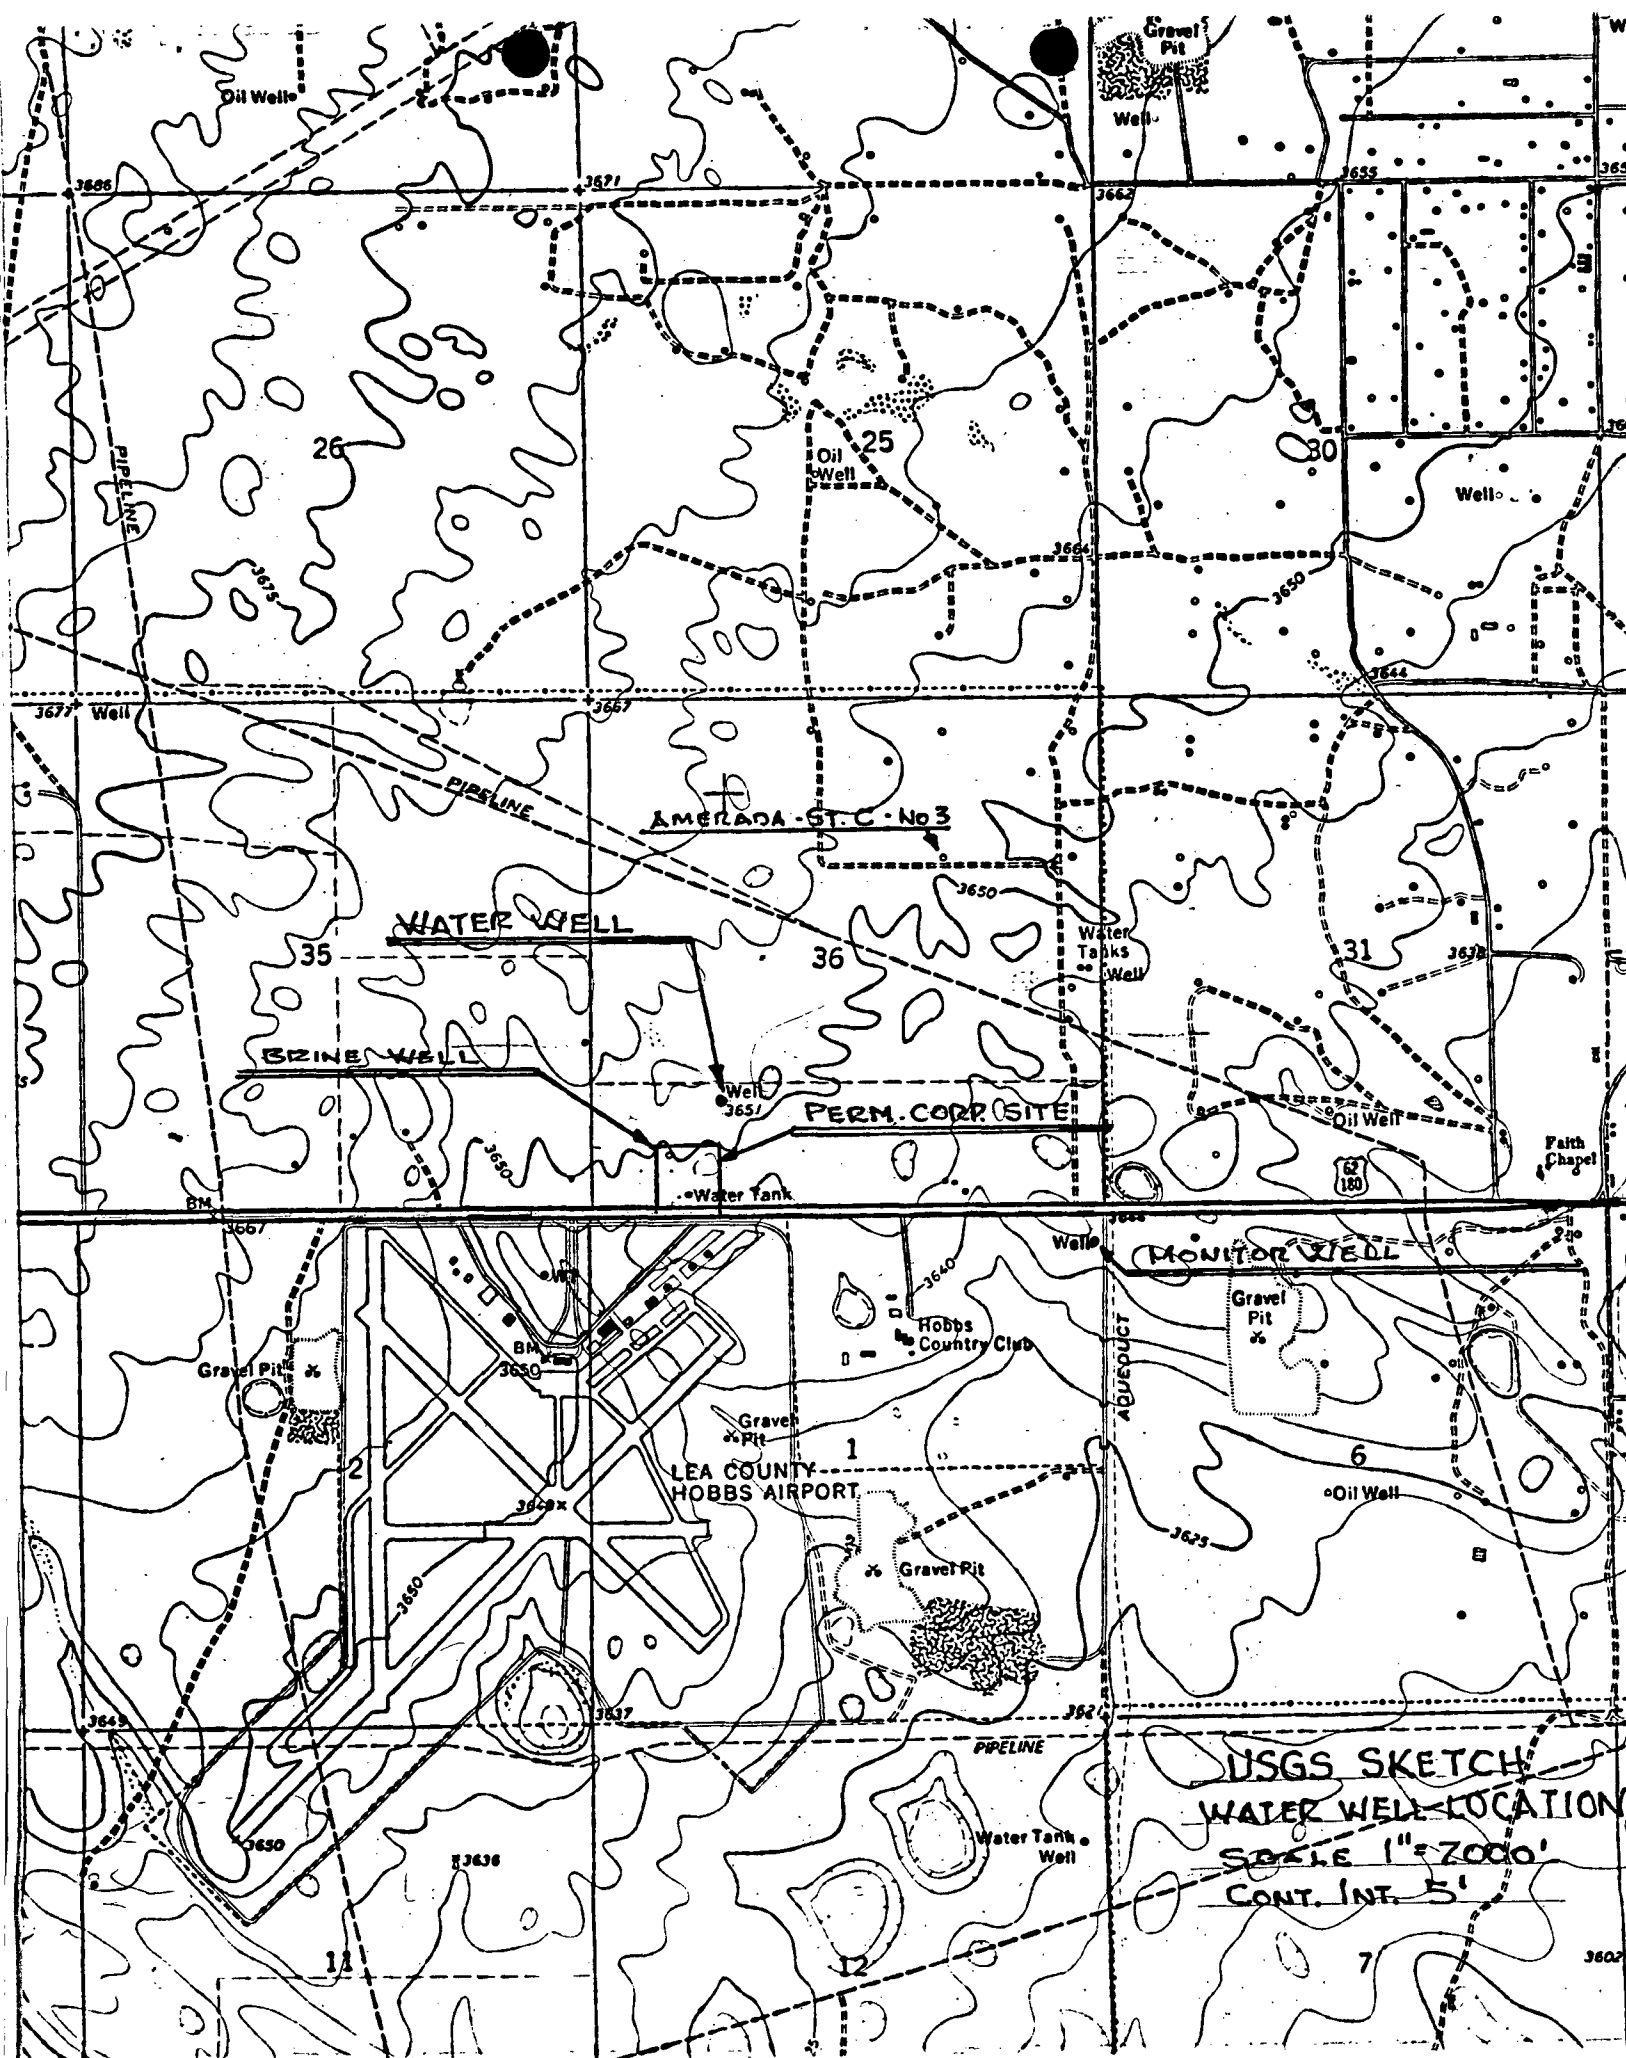 Gravel
Pit
Oil Well
Well
3686
3671
3662
3655
26
25
30
Oil
Well
Well
PIPELINE
3664
3675
3650
3644
3677
Well
3667
PIPELINE
AMERADA - ST. C - No 3
3650
WATER WELL
35
36
Water
Tanks
Well
31
3638
BRINE WELL
Well
3651
PERM. CORP. SITE
Oil Well
Faith
Chapel
3650
62
180
BM
3667
Water Tank
Well
MONITOR WELL
3640
Gravel
Pit
Hobbs
Country Club
BM
3650
Gravel Pit
AQUEDUCT
Gravel
Pit
2
1
6
LEA COUNTY
HOBBS AIRPORT
Oil Well
3625
3650
Gravel Pit
3649
3637
PIPELINE
USGS SKETCH
WATER WELL LOCATION
SCALE 1" = 2000'
CONT. INT. 5'
3650
3636
Water Tank
Well
11
12
7
3602